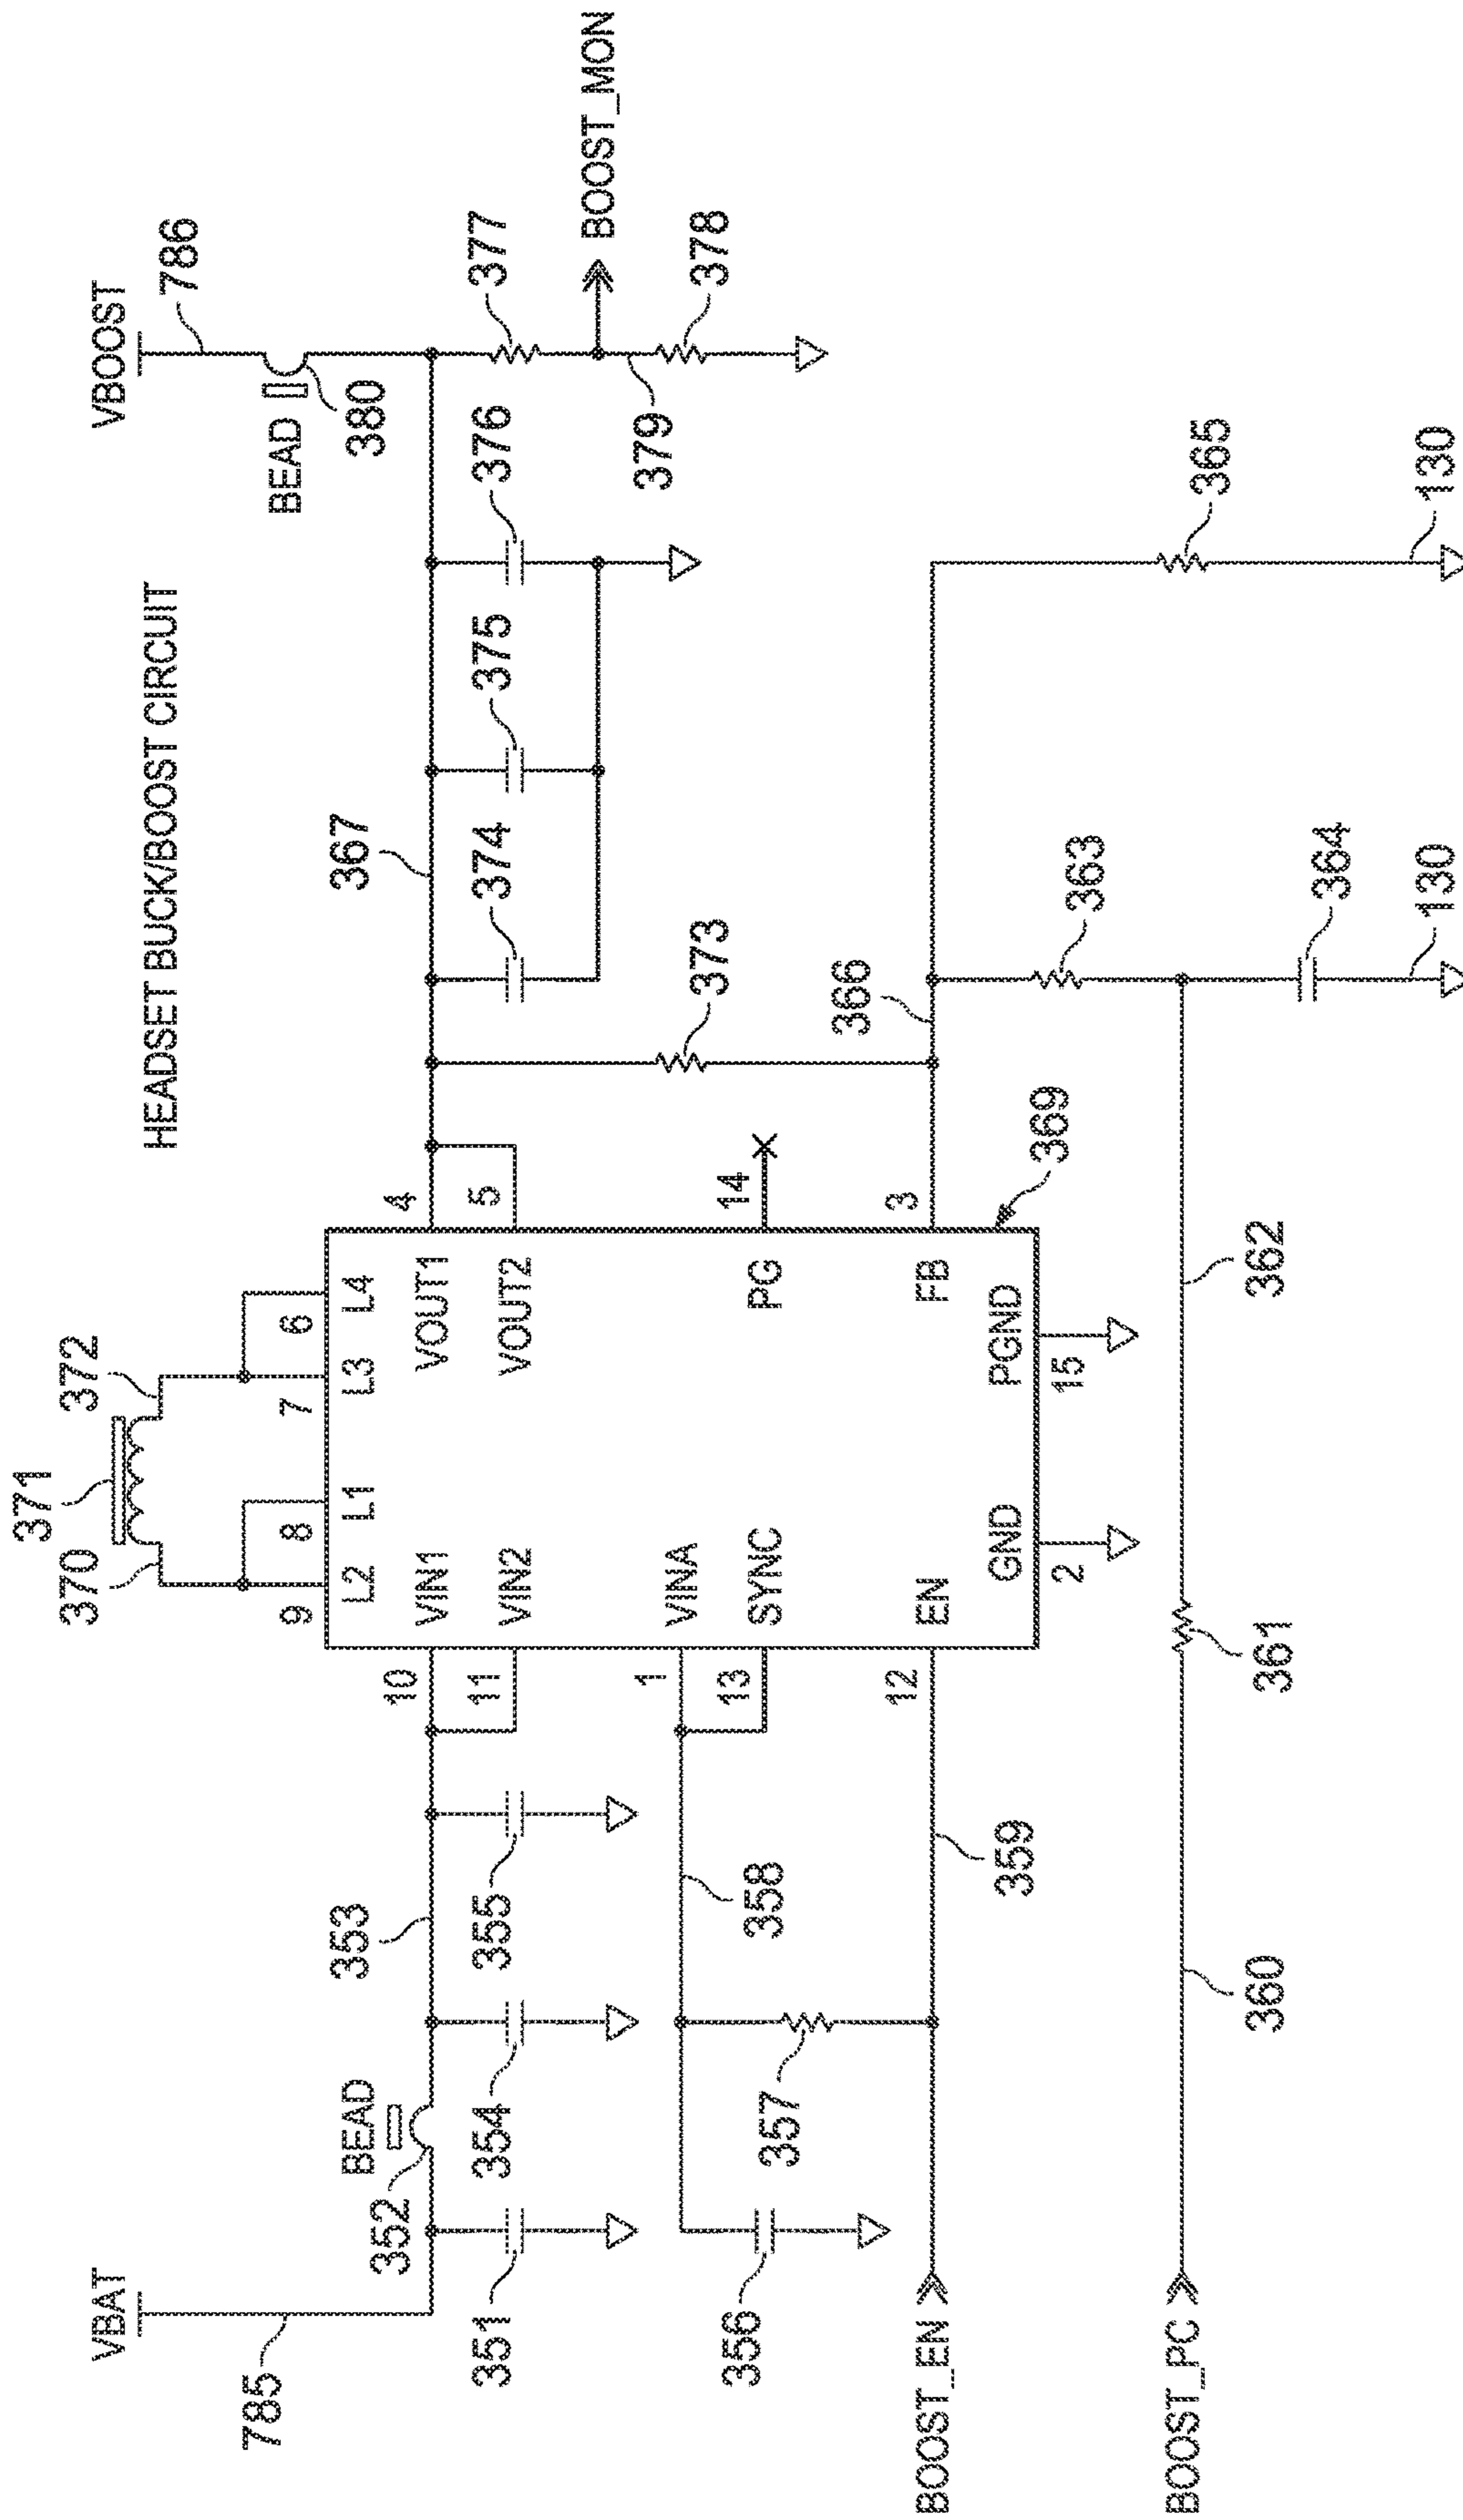 HEADSET BUCK/BOOST CIRCUIT
VBAT
785
351
352
BEAD
354
353
355
10
VIN1
11
VIN2
356
357
358
1
VINA
13
SYNC
BOOST_EN
359
12
EN
BOOST_PC
360
361
362
GND
2
PGND
15
369
370
371
372
9
L2
8
L1
7
L3
6
L4
VOUT1
4
VOUT2
5
PG
14
FB
3
367
373
374
375
376
366
363
364
130
365
130
VBOOST
786
BEAD
380
377
BOOST_MON
379
378